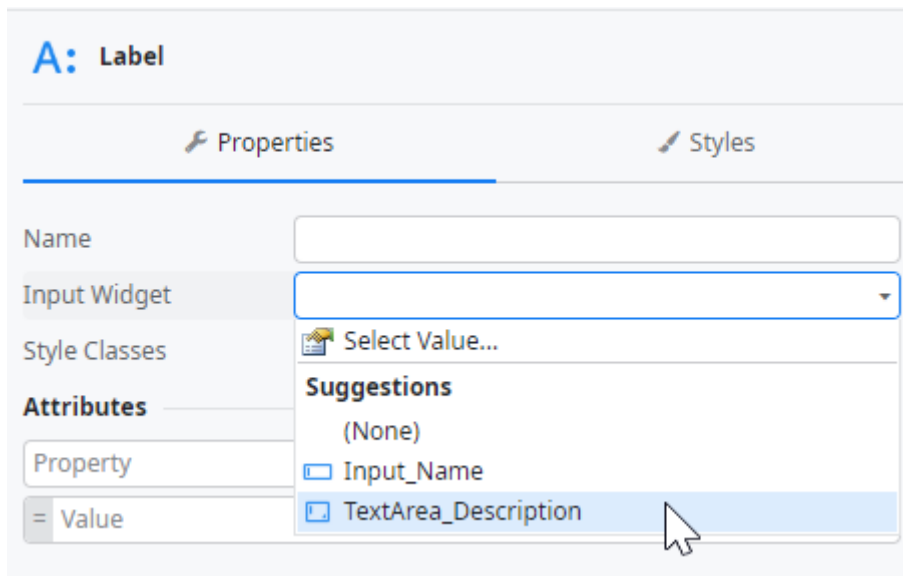 A: Label
Properties
Styles
Name
Input Widget
Select Value...
Style Classes
Suggestions
Attributes
(None)
Property
Input_Name
= Value
TextArea_Description